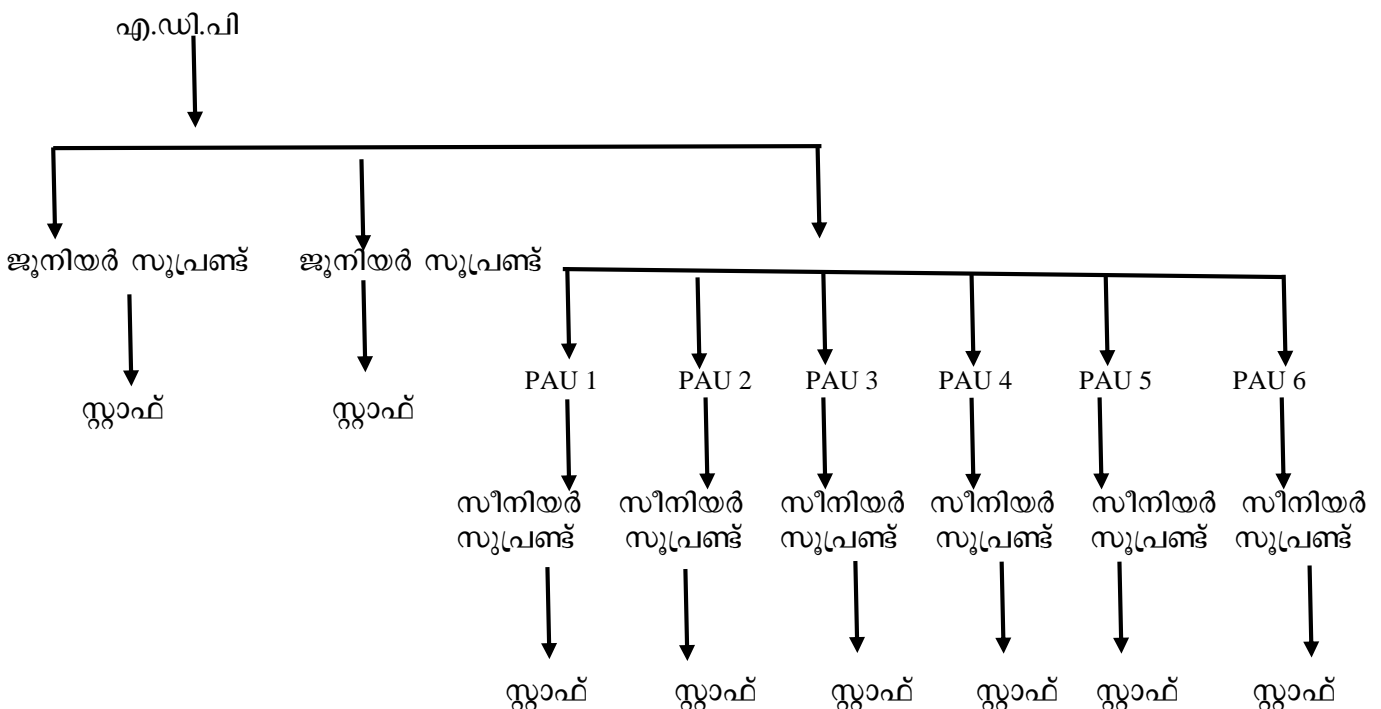 എ.ഡി.പി
ജൂനിയർ സൂപ്രണ്ട് ജൂനിയർ സൂപ്രണ്ട്
PAU 1 PAU 2 PAU 3 PAU 4 PAU 5 PAU 6
സ്റ്റാഫ് സ്റ്റാഫ്
സീനിയർ സീനിയർ സീനിയർ സീനിയർ സീനിയർ സീനിയർ
സുപ്രണ്ട് സൂപ്രണ്ട് സൂപ്രണ്ട് സൂപ്രണ്ട് സൂപ്രണ്ട് സൂപ്രണ്ട്
സ്റ്റാഫ് സ്റ്റാഫ് സ്റ്റാഫ് സ്റ്റാഫ് സ്റ്റാഫ് സ്റ്റാഫ്